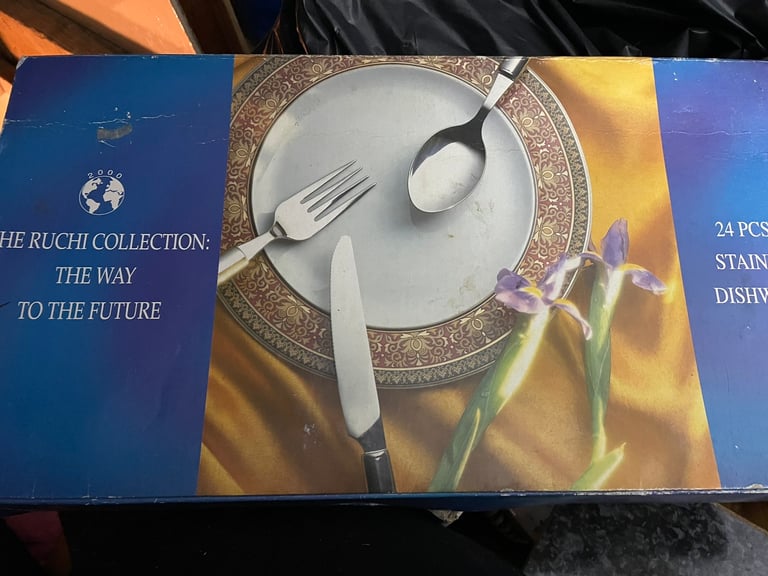 2000
HE RUCHI COLLECTION:
THE WAY
TO THE FUTURE
24 PCS
STAIN
DISHW